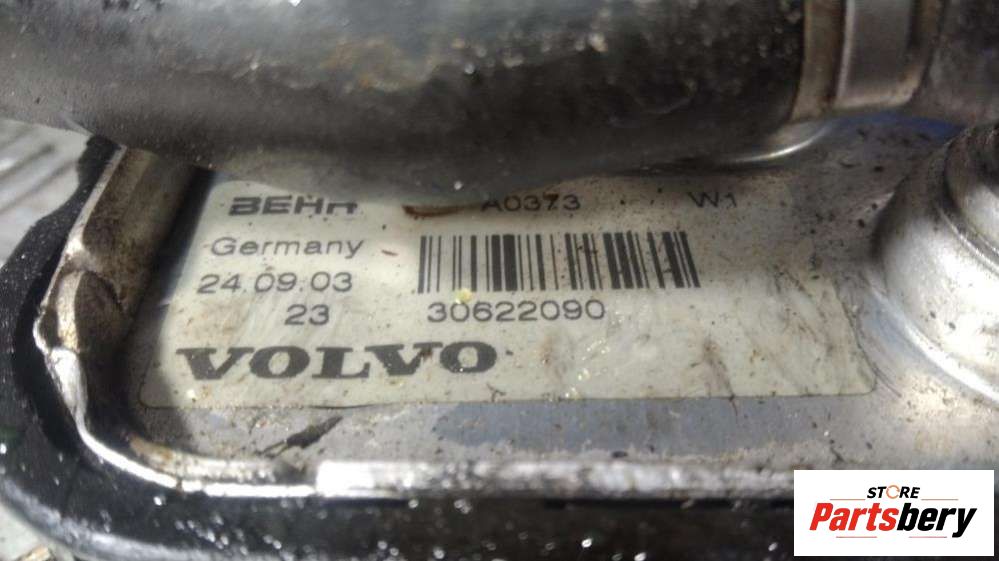 BEHR A0373 W1
Germany
24.09.03
23 30622090
VOLVO
STORE
Partsbery